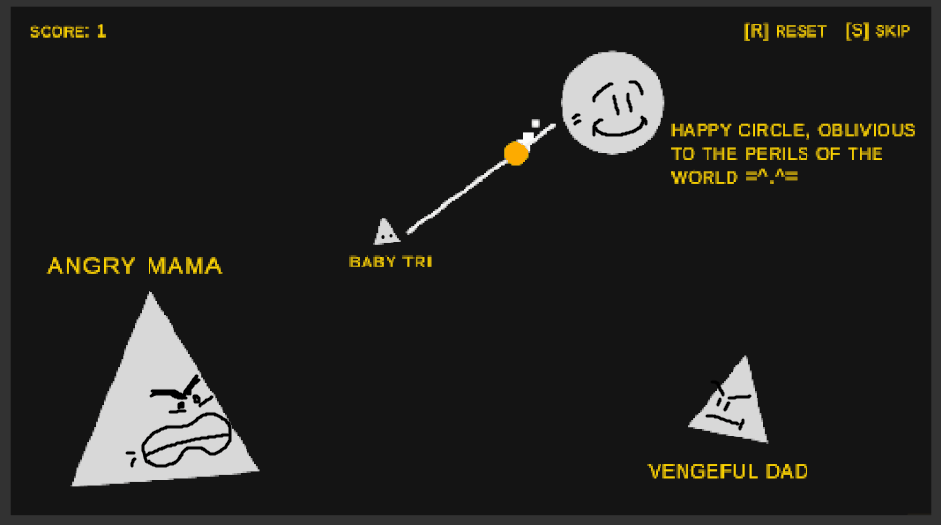 SCORE: 1
[R] RESET [S] SKIP
HAPPY CIRCLE, OBLIVIOUS
TO THE PERILS OF THE
WORLD =^.^=
BABY TRI
ANGRY MAMA
VENGEFUL DAD